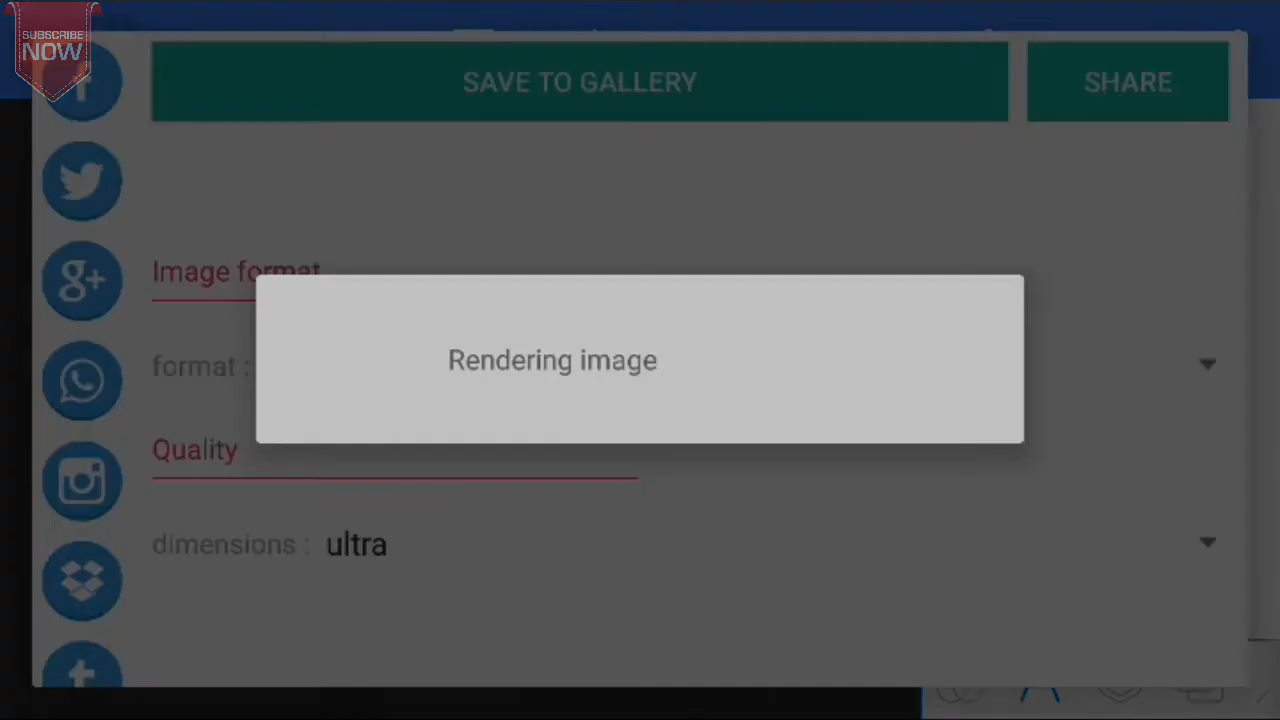 SUBSCRIBE
NOW
SAVE TO GALLERY
SHARE
Image format
format :
Rendering image
Quality
dimensions : ultra